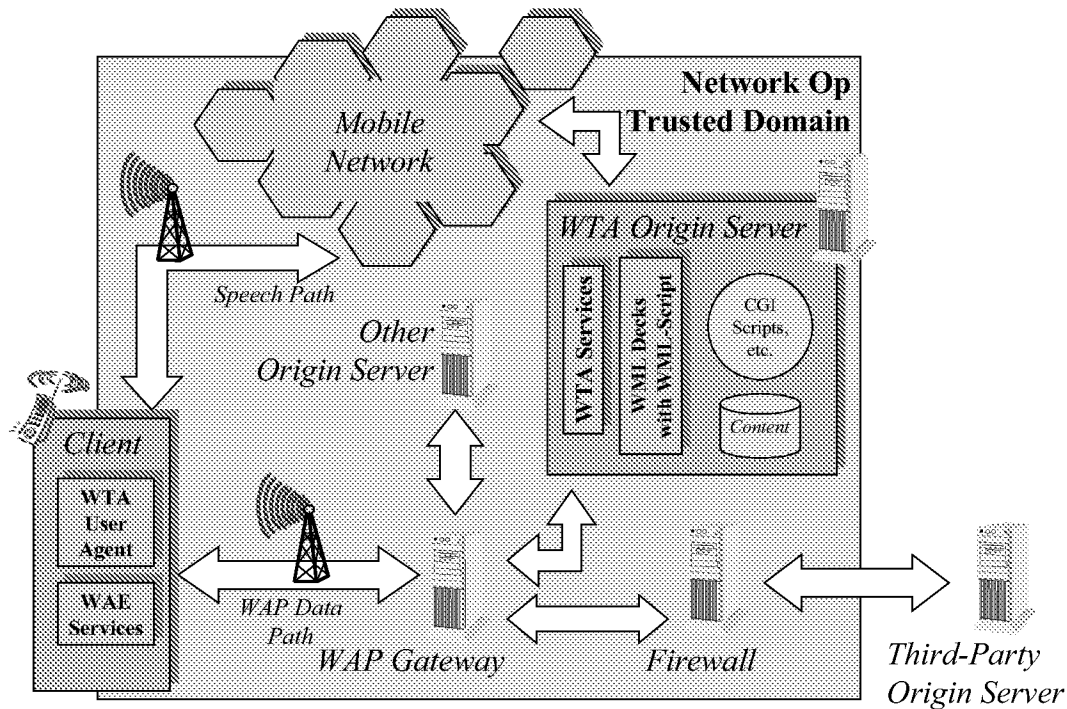 Network Op
Trusted Domain
Mobile
Network
WTA Origin Server
Speech Path
WTA Services
WML Decks
with WML-Script
CGI
Scripts,
etc.
Content
Other
Origin Server
Client
WTA
User
Agent
WAE
Services
WAP Data
Path
WAP Gateway
Firewall
Third-Party
Origin Server